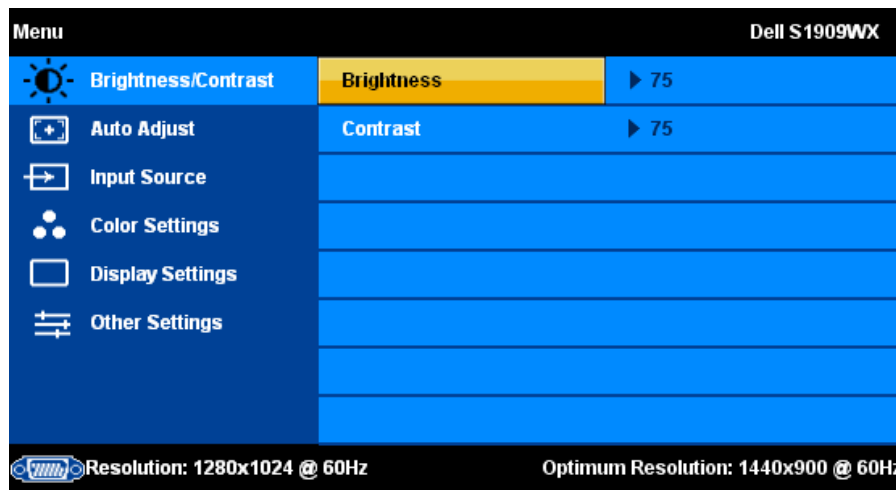 Menu Dell S1909WX
Brightness/Contrast Brightness 75
Auto Adjust Contrast 75
Input Source
Color Settings
Display Settings
Other Settings
Resolution: 1280x1024 @ 60Hz Optimum Resolution: 1440x900 @ 60Hz